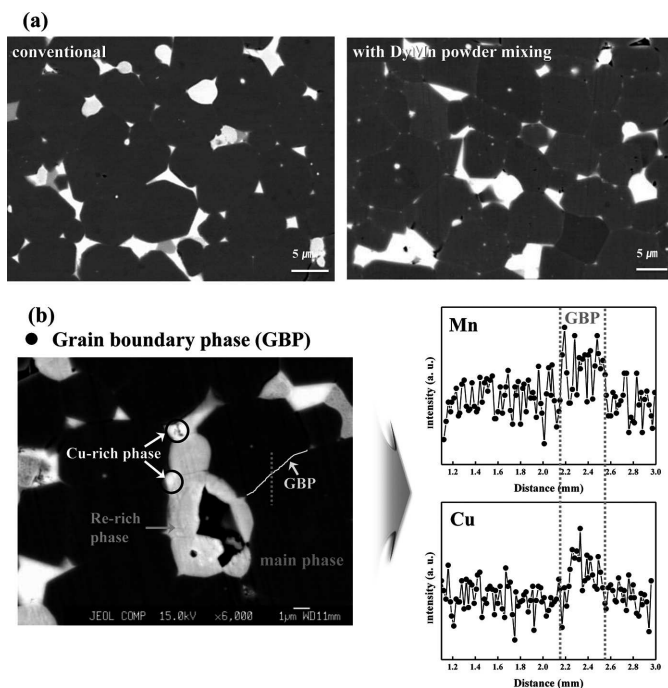 (a)
conventional
5 μm
with DyMn powder mixing
5 μm
(b)
● Grain boundary phase (GBP)
Cu-rich phase
GBP
Re-rich
phase
main phase
JEOL COMP 15.0kV ×6,000 1μm WD11mm
Mn
GBP
Intensity (a. u.)
1.2 1.4 1.6 1.8 2.0 2.2 2.4 2.6 2.8 3.0
Distance (mm)
Cu
Intensity (a. u.)
1.2 1.4 1.6 1.8 2.0 2.2 2.4 2.6 2.8 3.0
Distance (mm)